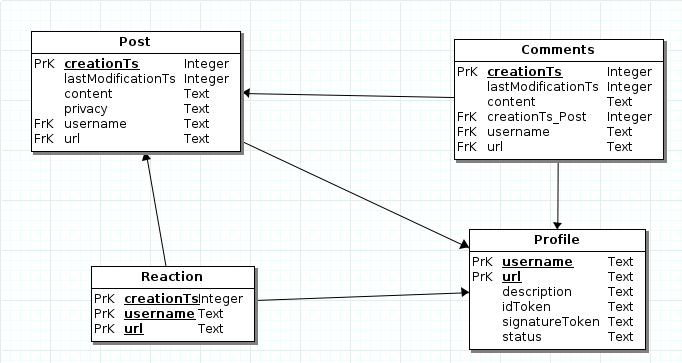 Post
PrK creationTs Integer
lastModificationTs Integer
content Text
privacy Text
FrK username Text
FrK url Text
Comments
PrK creationTs Integer
lastModificationTs Integer
content Text
FrK creationTs_Post Integer
FrK username Text
FrK url Text
Profile
PrK username Text
PrK url Text
description Text
idToken Text
signatureToken Text
status Text
Reaction
PrK creationTs Integer
PrK username Text
PrK url Text